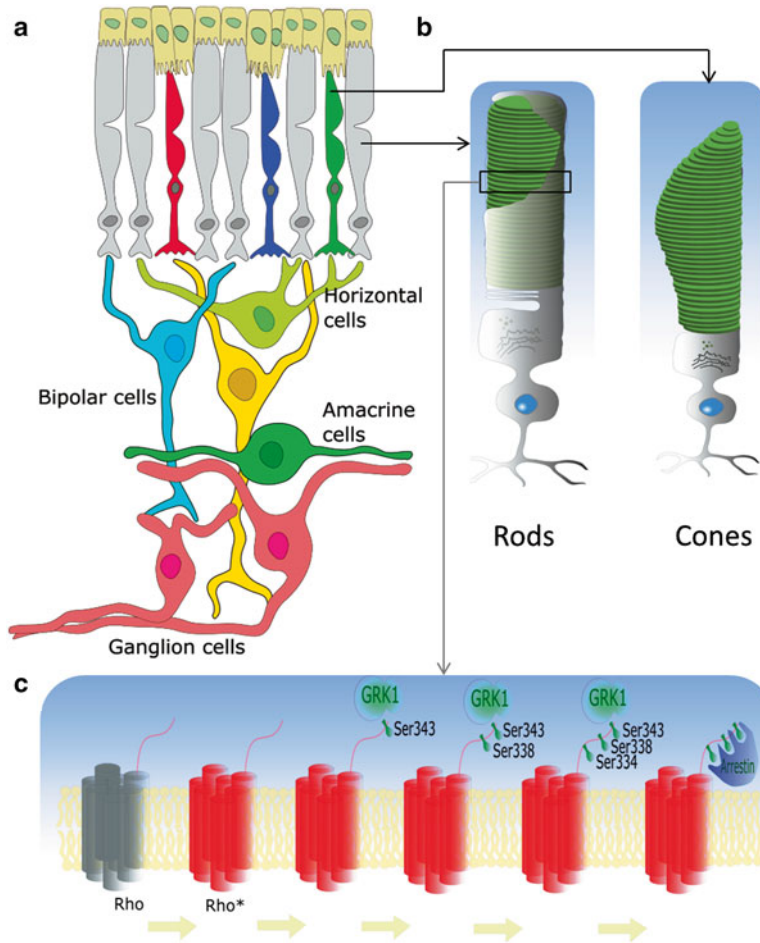 a
b
Horizontal
cells
Bipolar cells
Amacrine
cells
Ganglion cells
Rods
Cones
c
GRK1
Ser343
GRK1
Ser343
Ser338
GRK1
Ser343
Ser338
Ser334
Arrestin
Rho
Rho*